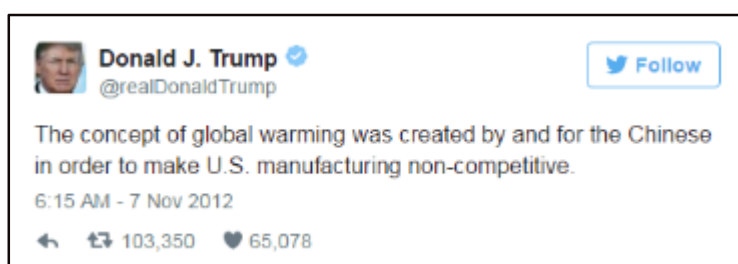 Donald J. Trump
@realDonaldTrump
Follow
The concept of global warming was created by and for the Chinese
in order to make U.S. manufacturing non-competitive.
6:15 AM - 7 Nov 2012
103,350 65,078